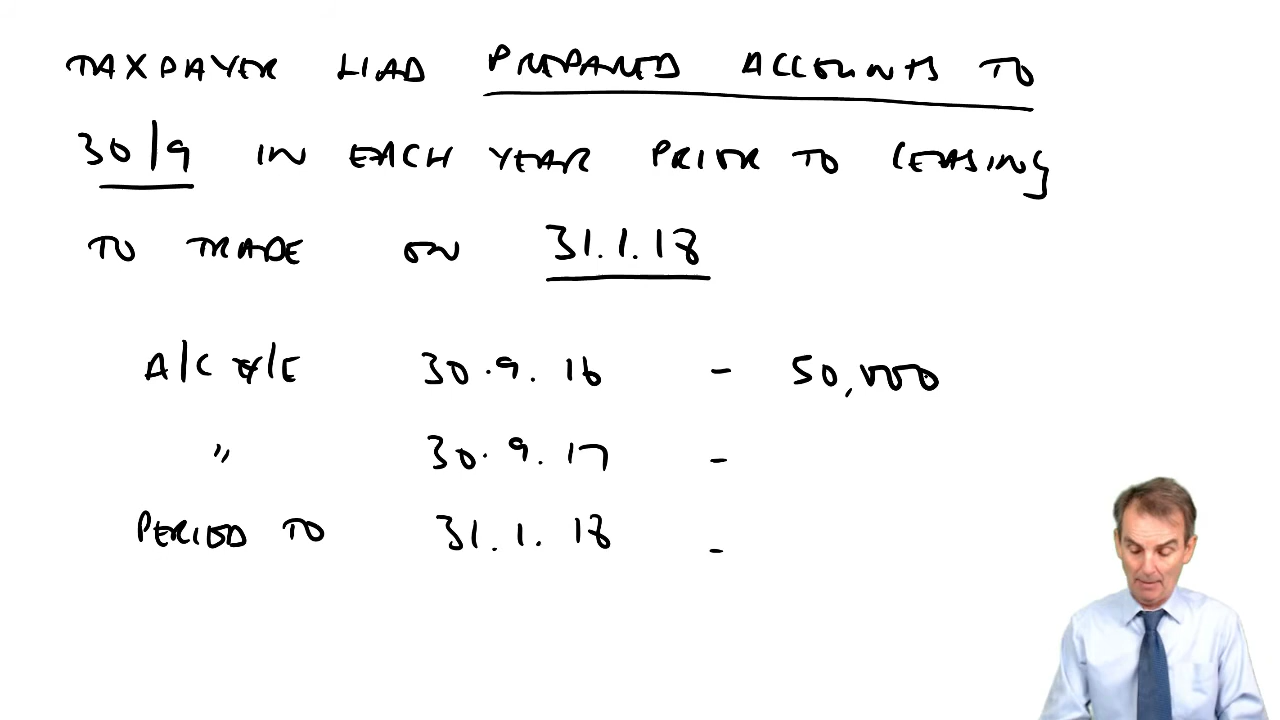 TAXPAYER HAD PREPARED ACCOUNTS TO
30/9 IN EACH YEAR PRIOR TO CEASING
TO TRADE ON 31.1.18
A/C Y/E 30.9.16 - 50,000
" 30.9.17 -
PERIOD TO 31.1.18 -